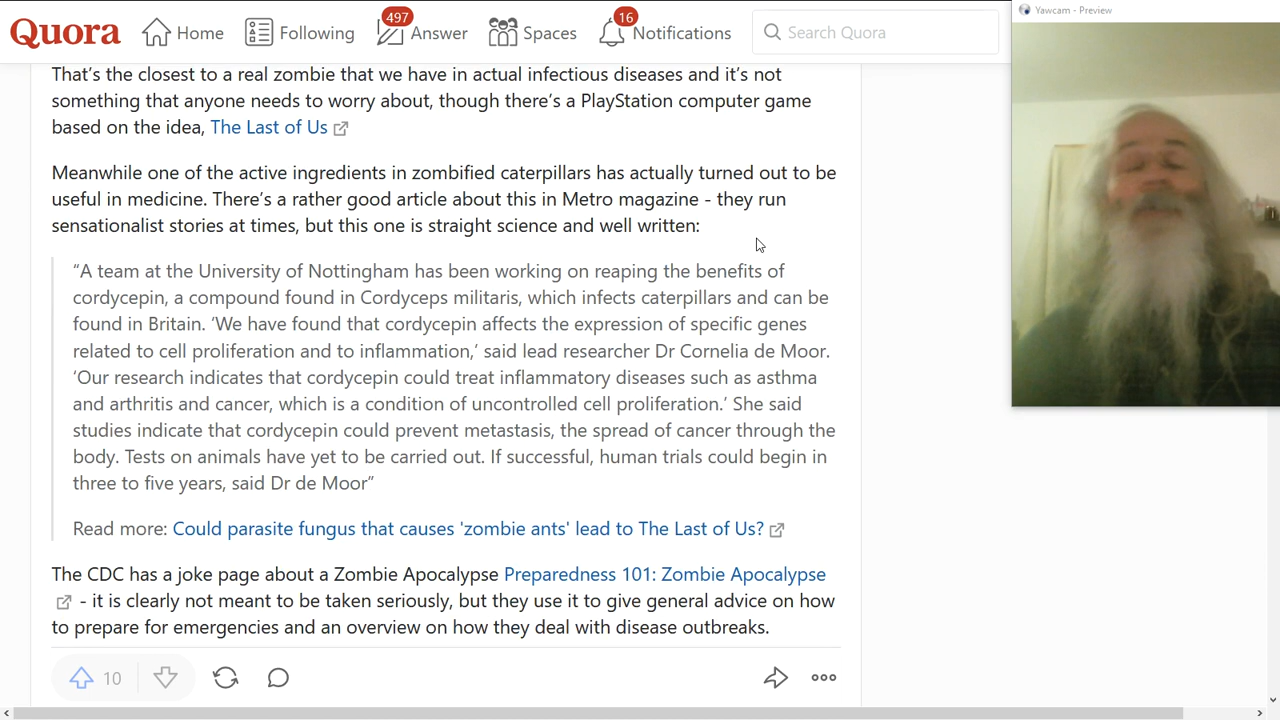 Yawcam - Preview
Quora
Home
Following
497
Answer
Spaces
16
Notifications
Search Quora
That’s the closest to a real zombie that we have in actual infectious diseases and it’s not
something that anyone needs to worry about, though there’s a PlayStation computer game
based on the idea, The Last of Us
Meanwhile one of the active ingredients in zombified caterpillars has actually turned out to be
useful in medicine. There’s a rather good article about this in Metro magazine - they run
sensationalist stories at times, but this one is straight science and well written:
“A team at the University of Nottingham has been working on reaping the benefits of
cordycepin, a compound found in Cordyceps militaris, which infects caterpillars and can be
found in Britain. ‘We have found that cordycepin affects the expression of specific genes
related to cell proliferation and to inflammation,’ said lead researcher Dr Cornelia de Moor.
‘Our research indicates that cordycepin could treat inflammatory diseases such as asthma
and arthritis and cancer, which is a condition of uncontrolled cell proliferation.’ She said
studies indicate that cordycepin could prevent metastasis, the spread of cancer through the
body. Tests on animals have yet to be carried out. If successful, human trials could begin in
three to five years, said Dr de Moor”
Read more: Could parasite fungus that causes 'zombie ants' lead to The Last of Us?
The CDC has a joke page about a Zombie Apocalypse Preparedness 101: Zombie Apocalypse
- it is clearly not meant to be taken seriously, but they use it to give general advice on how
to prepare for emergencies and an overview on how they deal with disease outbreaks.
10